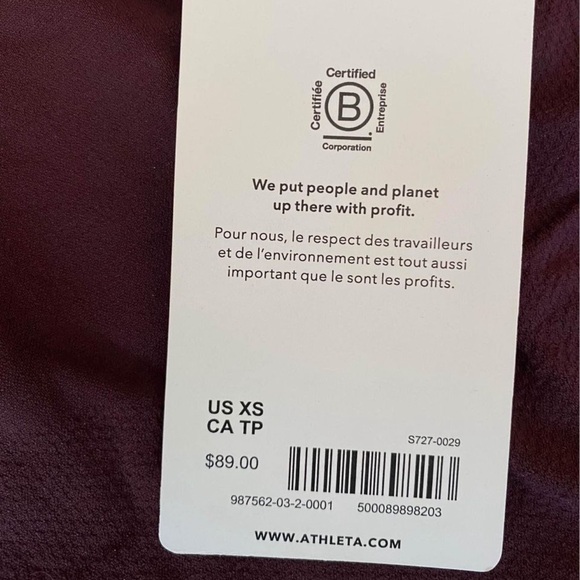 Certified
Certifiée
B
Entreprise
Corporation
We put people and planet
up there with profit.
Pour nous, le respect des travailleurs
et de l'environnement est tout aussi
important que le sont les profits.
US XS
CA TP
S727-0029
$89.00
987562-03-2-0001 500089898203
WWW.ATHLETA.COM